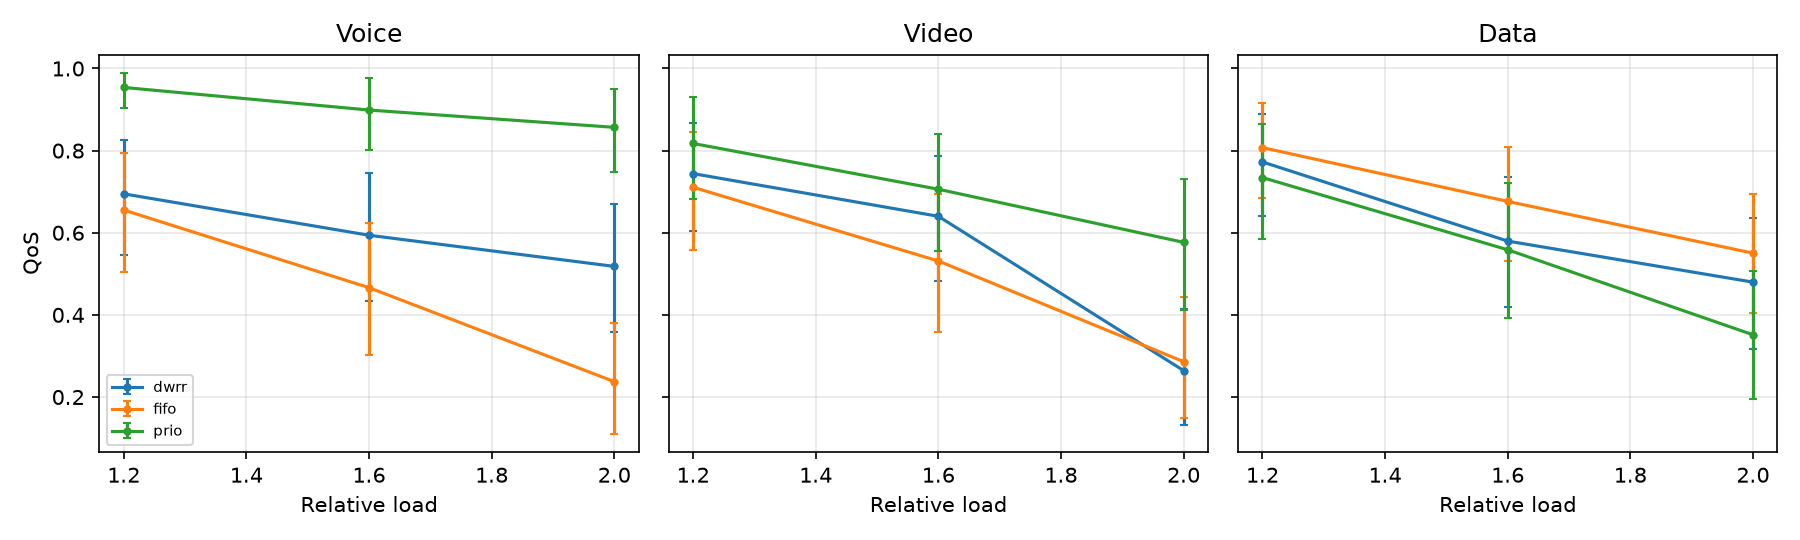 Voice
Video
Data
QoS
1.0
0.8
0.6
0.4
0.2
dwrr
fifo
prio
1.2 1.4 1.6 1.8 2.0
1.2 1.4 1.6 1.8 2.0
1.2 1.4 1.6 1.8 2.0
Relative load
Relative load
Relative load